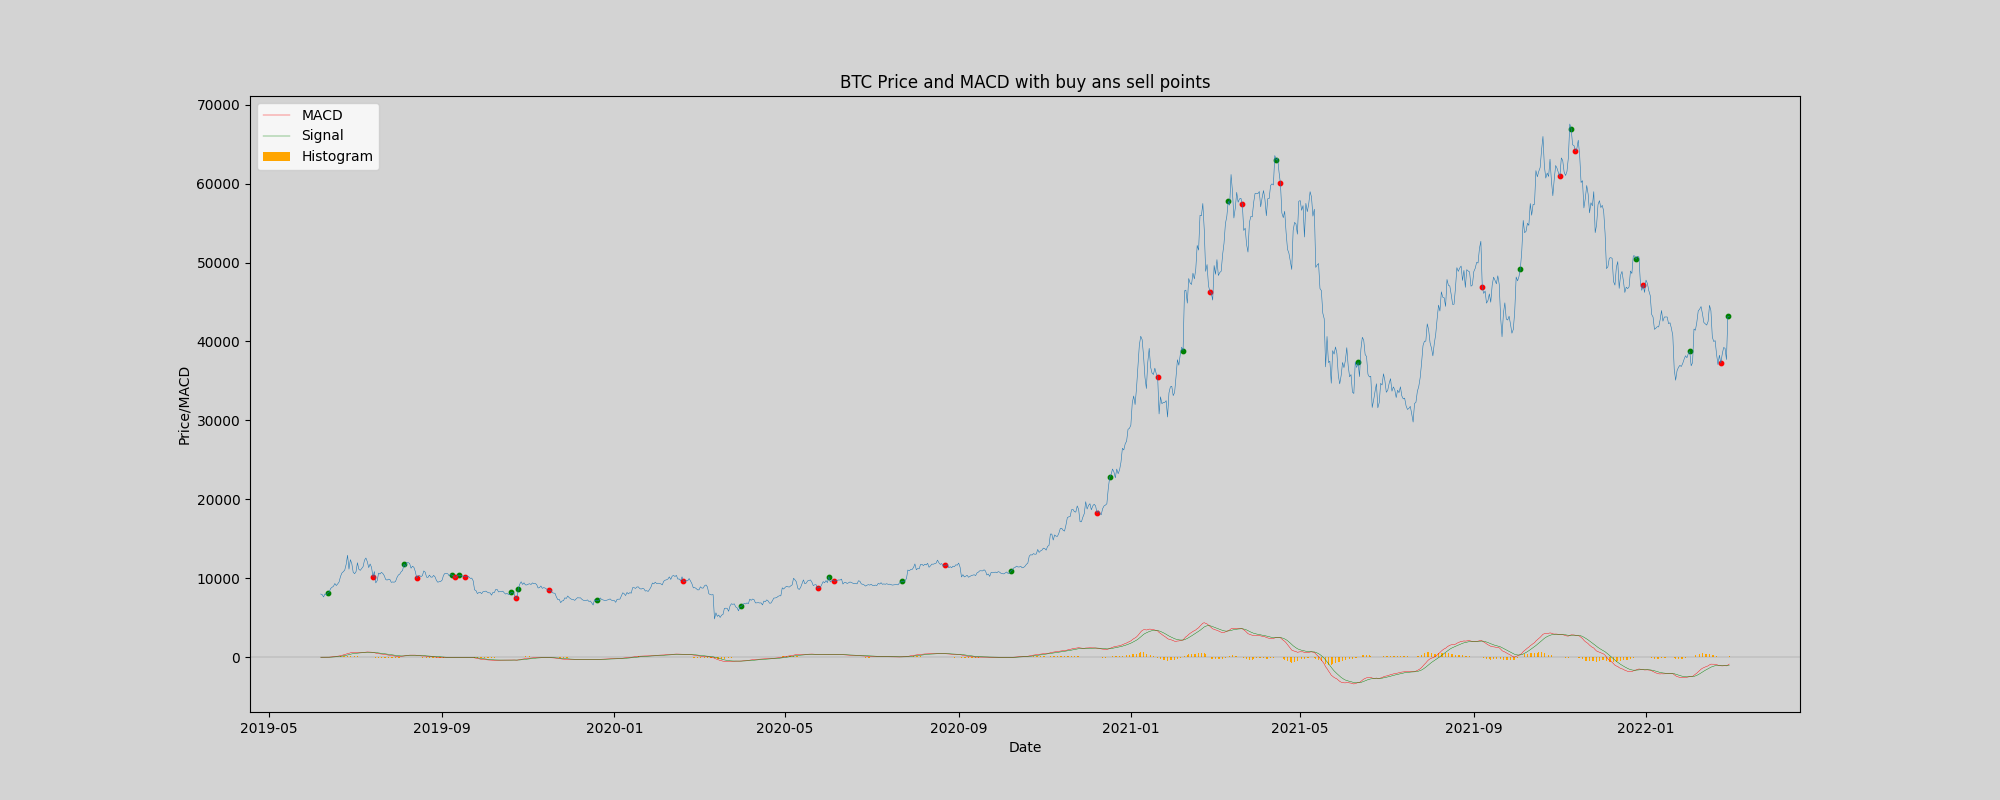 BTC Price and MACD with buy ans sell points
MACD
Signal
Histogram
70000
60000
50000
40000
30000
20000
10000
0
Price/MACD
2019-05 2019-09 2020-01 2020-05 2020-09 2021-01 2021-05 2021-09 2022-01
Date